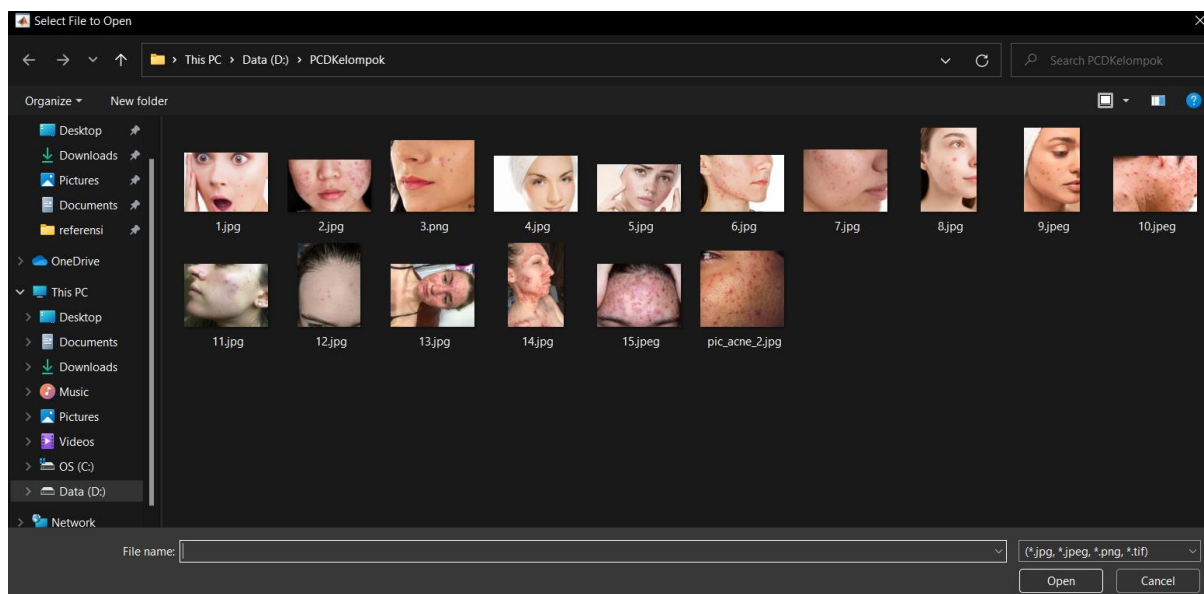 Select File to Open
This PC > Data (D:) > PCDKelompok
Search PCDKelompok
Organize
New folder
Desktop
Downloads
Pictures
Documents
referensi
OneDrive
This PC
Desktop
Documents
Downloads
Music
Pictures
Videos
OS (C:)
Data (D:)
Network
1.jpg
2.jpg
3.png
4.jpg
5.jpg
6.jpg
7.jpg
8.jpg
9.jpeg
10.jpeg
11.jpg
12.jpg
13.jpg
14.jpg
15.jpeg
pic_acne_2.jpg
File name:
(*.jpg, *.jpeg, *.png, *.tif)
Open
Cancel